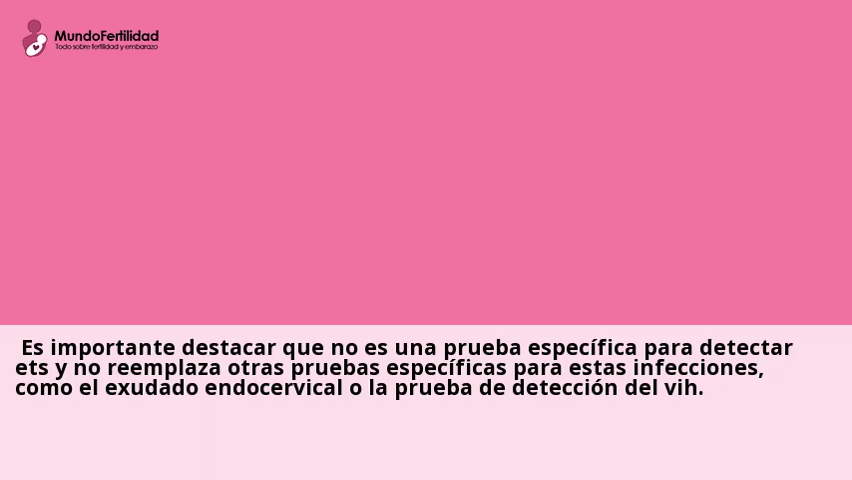 MundoFertilidad
Todo sobre fertilidad y embarazo
Es importante destacar que no es una prueba específica para detectar
ets y no reemplaza otras pruebas específicas para estas infecciones,
como el exudado endocervical o la prueba de detección del vih.